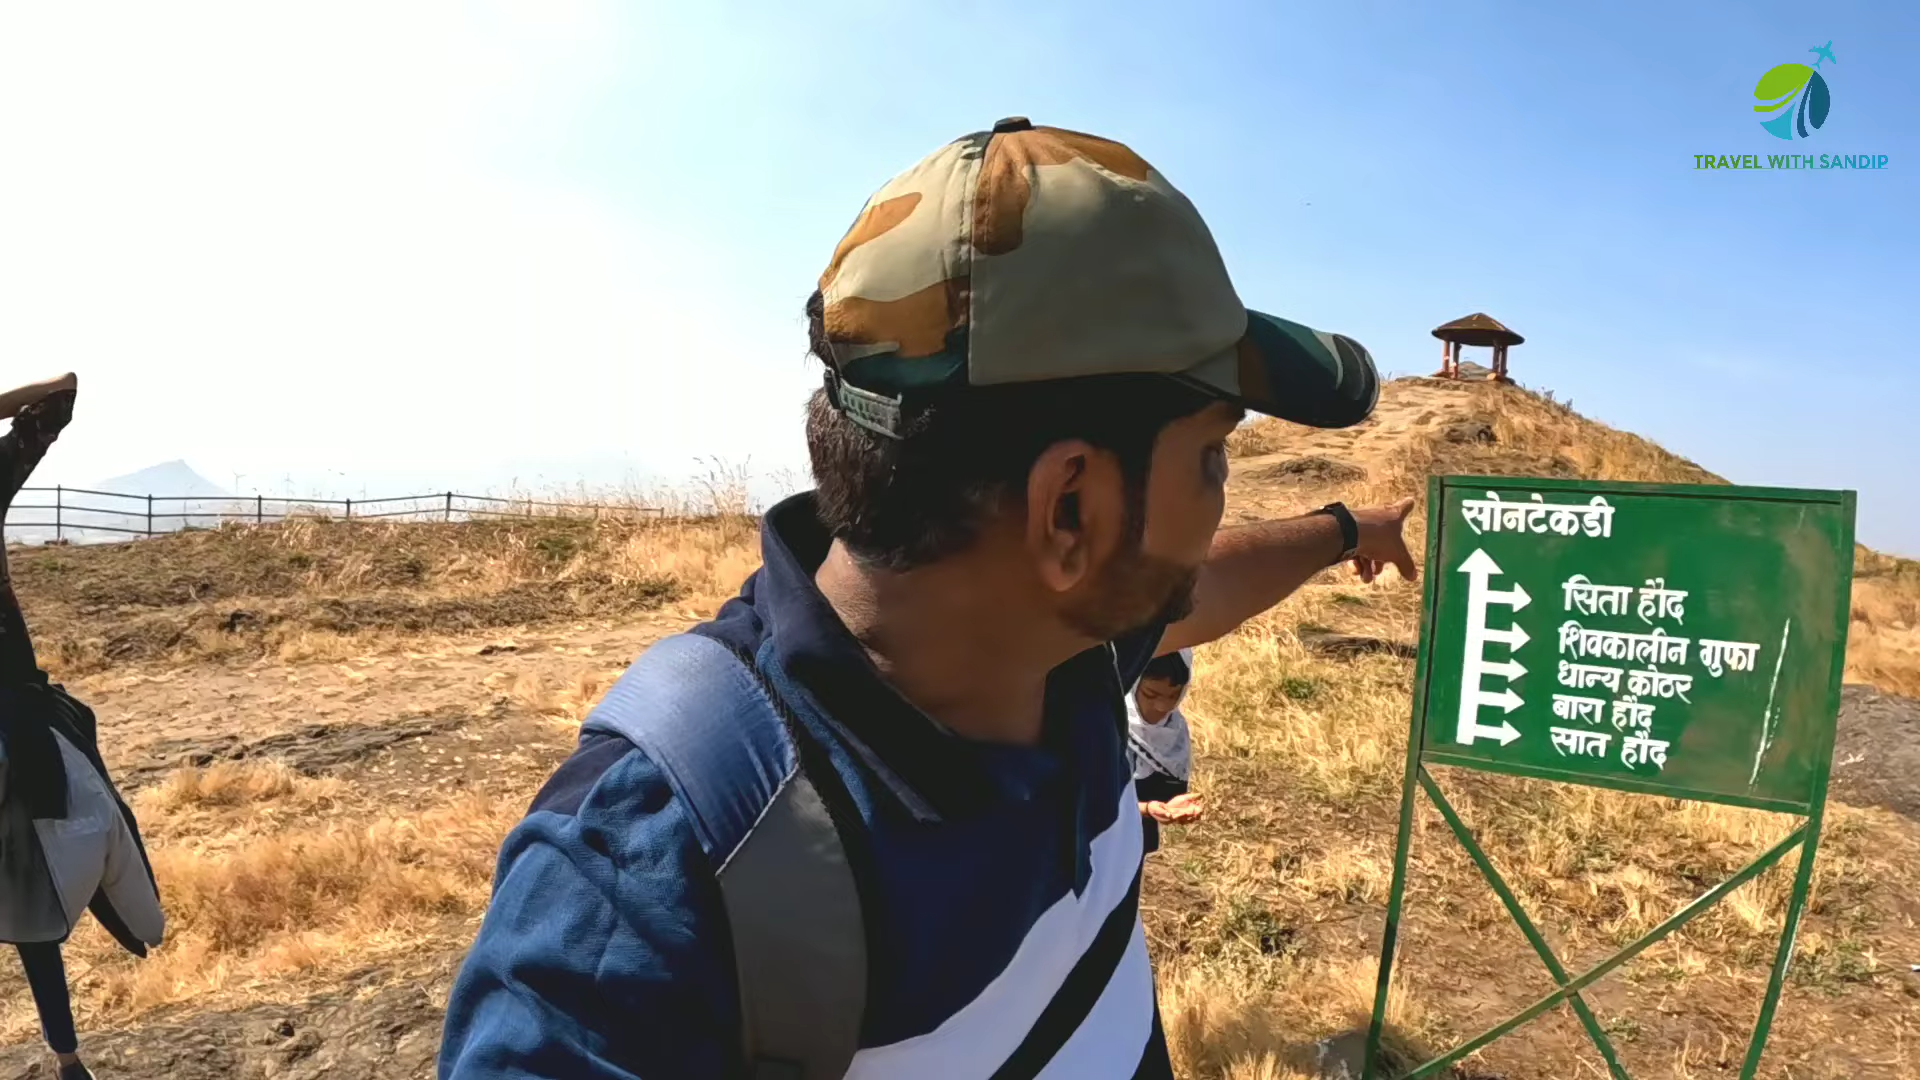 TRAVEL WITH SANDIP
सोनटेकडी
सिता हौद
शिवकालीन गुफा
धान्य कोठर
बारा हौद
सात हौद